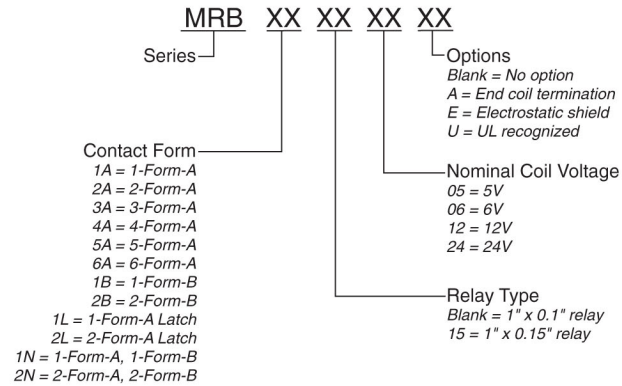 MRB XX XX XX XX
Series
Options
Blank = No option
A = End coil termination
E = Electrostatic shield
U = UL recognized
Contact Form
1A = 1-Form-A
2A = 2-Form-A
3A = 3-Form-A
4A = 4-Form-A
5A = 5-Form-A
6A = 6-Form-A
1B = 1-Form-B
2B = 2-Form-B
1L = 1-Form-A Latch
2L = 2-Form-A Latch
1N = 1-Form-A, 1-Form-B
2N = 2-Form-A, 2-Form-B
Nominal Coil Voltage
05 = 5V
06 = 6V
12 = 12V
24 = 24V
Relay Type
Blank = 1" x 0.1" relay
15 = 1" x 0.15" relay